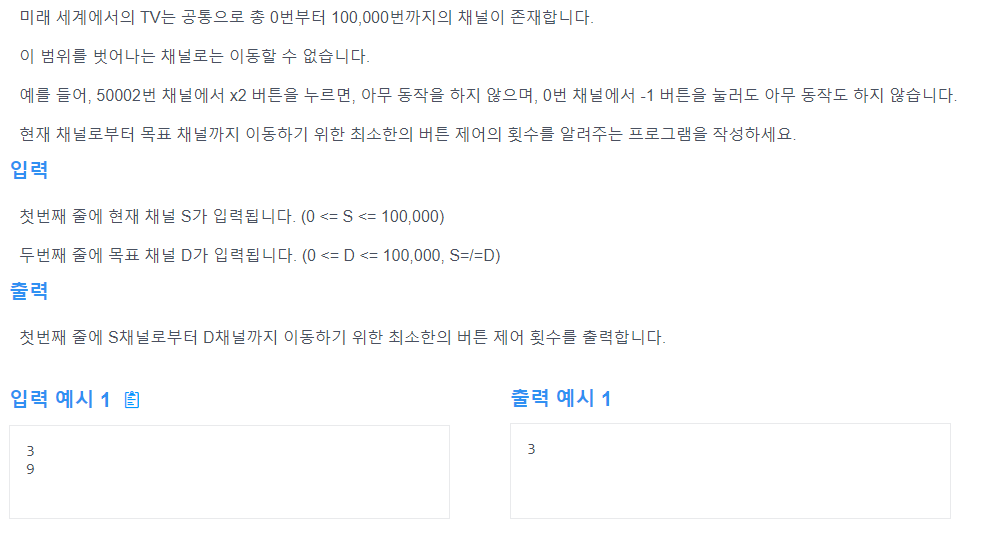 미래 세계에서의 TV는 공통으로 총 0번부터 100,000번까지의 채널이 존재합니다.
이 범위를 벗어나는 채널로는 이동할 수 없습니다.
예를 들어, 50002번 채널에서 x2 버튼을 누르면, 아무 동작을 하지 않으며, 0번 채널에서 -1 버튼을 눌러도 아무 동작도 하지 않습니다.
현재 채널로부터 목표 채널까지 이동하기 위한 최소한의 버튼 제어의 횟수를 알려주는 프로그램을 작성하세요.
입력
첫번째 줄에 현재 채널 S가 입력됩니다. (0 <= S <= 100,000)
두번째 줄에 목표 채널 D가 입력됩니다. (0 <= D <= 100,000, S=/=D)
출력
첫번째 줄에 S채널로부터 D채널까지 이동하기 위한 최소한의 버튼 제어 횟수를 출력합니다.
입력 예시 1
3
9
출력 예시 1
3